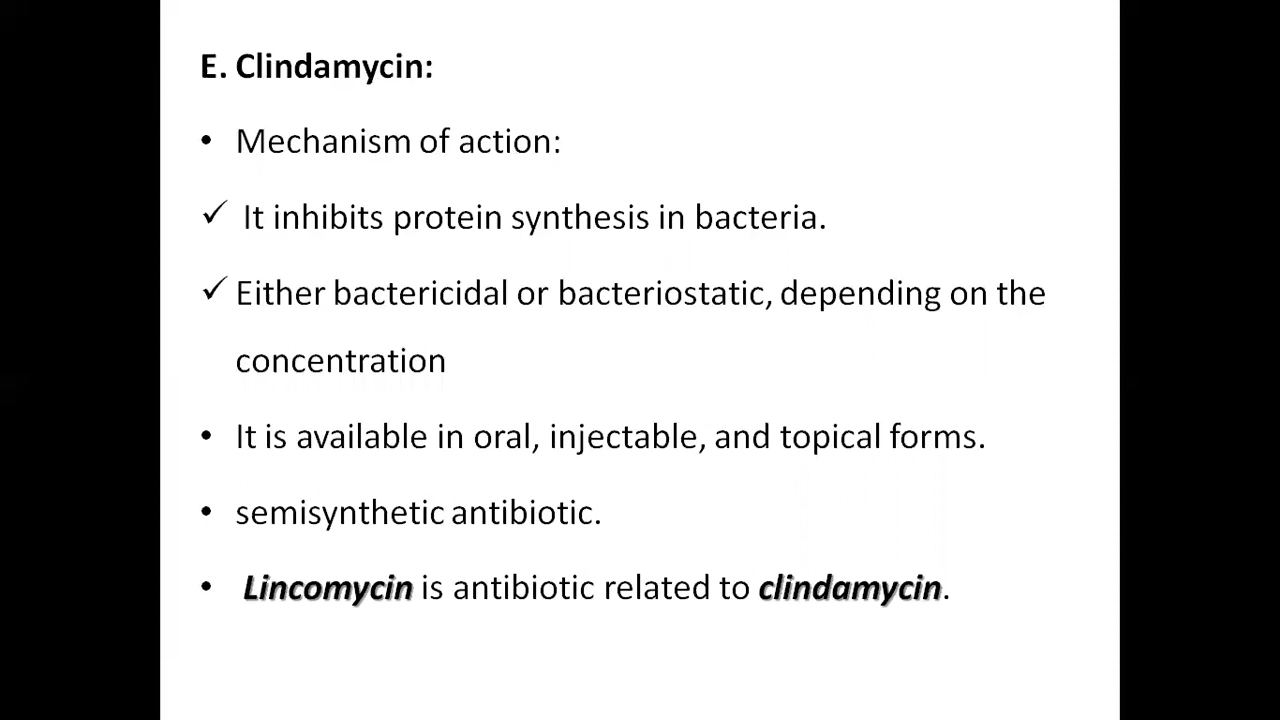 E. Clindamycin:
• Mechanism of action:
✓ It inhibits protein synthesis in bacteria.
✓ Either bactericidal or bacteriostatic, depending on the
concentration
• It is available in oral, injectable, and topical forms.
• semisynthetic antibiotic.
• Lincomycin is antibiotic related to clindamycin.